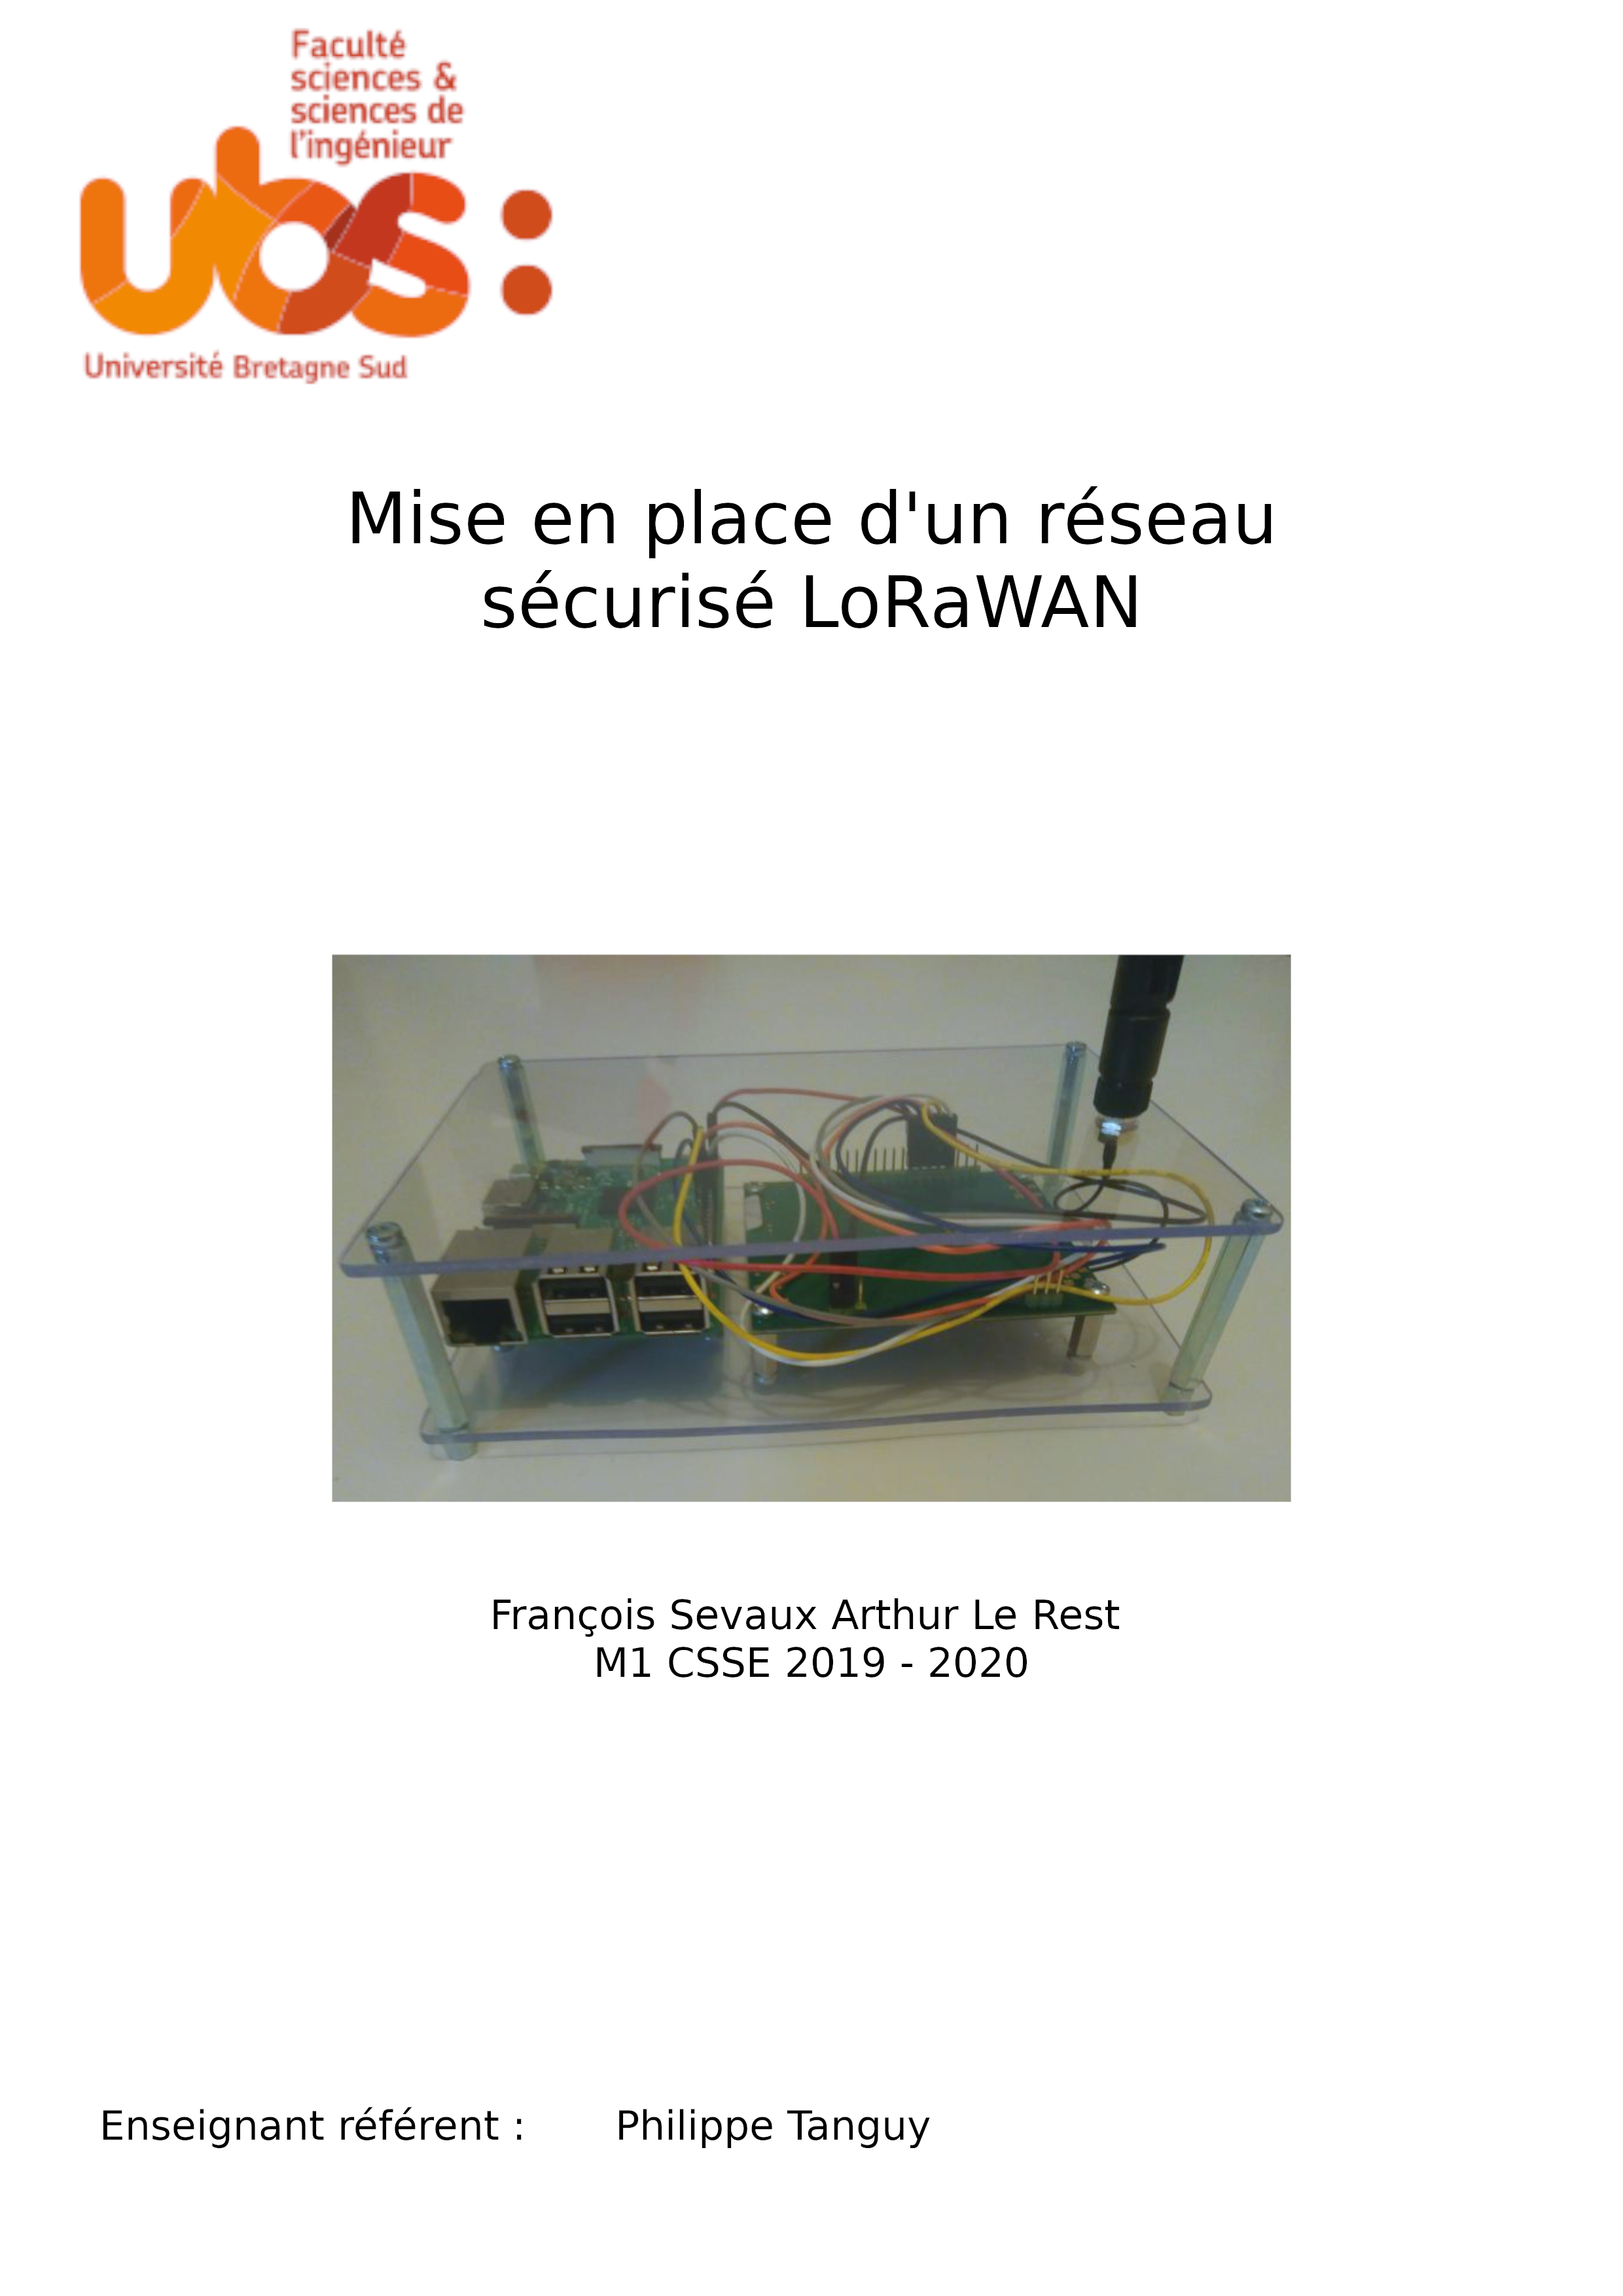 Faculté
sciences &
sciences de
l'ingénieur
ubs:
Université Bretagne Sud
Mise en place d'un réseau
sécurisé LoRaWAN
François Sevaux Arthur Le Rest
M1 CSSE 2019 - 2020
Enseignant référent : Philippe Tanguy